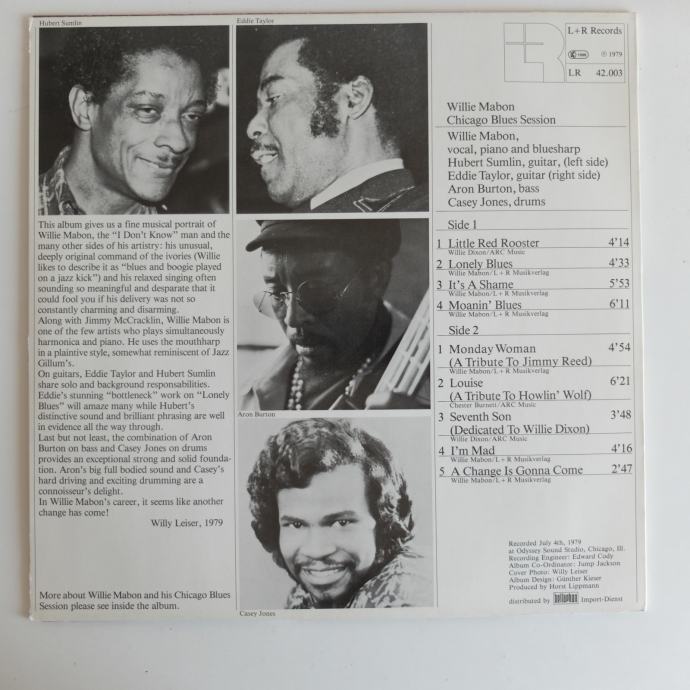 Hubert Sumlin
Eddie Taylor
This album gives us a fine musical portrait of
Willie Mabon, the “I Don't Know” man and the
many other sides of his artistry: his unusual,
deeply original command of the ivories (Willie
likes to describe it as “blues and boogie played
on a jazz kick”) and his relaxed singing often
sounding so meaningful and desparate that it
could fool you if his delivery was not so
constantly charming and disarming.
Along with Jimmy McCracklin, Willie Mabon is
one of the few artists who plays simultaneously
harmonica and piano. He uses the mouthharp
in a plaintive style, somewhat reminiscent of Jazz
Gillum's.
On guitars, Eddie Taylor and Hubert Sumlin
share solo and background responsabilities.
Eddie's stunning “bottleneck” work on “Lonely
Blues” will amaze many while Hubert's
distinctive sound and brilliant phrasing are well
in evidence all the way through.
Last but not least, the combination of Aron
Burton on bass and Casey Jones on drums
provides an exceptional strong and solid founda-
tion. Aron's big full bodied sound and Casey's
hard driving and exciting drumming are a
connoisseur's delight.
In Willie Mabon's career, it seems like another
change has come!
Willy Leiser, 1979
More about Willie Mabon and his Chicago Blues
Session please see inside the album.
Aron Burton
Casey Jones
L+R Records
℗ 1979
LR 42.003
Willie Mabon
Chicago Blues Session
Willie Mabon,
vocal, piano and bluesharp
Hubert Sumlin, guitar, (left side)
Eddie Taylor, guitar (right side)
Aron Burton, bass
Casey Jones, drums
Side 1
1 Little Red Rooster 4'14
Willie Dixon/ARC Music
2 Lonely Blues 4'33
Willie Mabon/L+R Musikverlag
3 It's A Shame 5'53
Willie Mabon/L+R Musikverlag
4 Moanin' Blues 6'11
Willie Mabon/L+R Musikverlag
Side 2
1 Monday Woman 4'54
(A Tribute To Jimmy Reed)
Willie Mabon/L+R Musikverlag
2 Louise 6'21
(A Tribute To Howlin' Wolf)
Chester Burnett/ARC Music
3 Seventh Son 3'48
(Dedicated To Willie Dixon)
Willie Dixon/ARC Music
4 I'm Mad 4'16
Willie Mabon/L+R Musikverlag
5 A Change Is Gonna Come 2'47
Willie Mabon/L+R Musikverlag
Recorded July 4th, 1979
at Odyssey Sound Studio, Chicago, Ill.
Recording Engineer: Edward Cody
Album Co-Ordinator: Jump Jackson
Cover Photo: Willy Leiser
Album Design: Günther Kieser
Produced by Horst Lippmann
distributed by bellaphon Import-Dienst